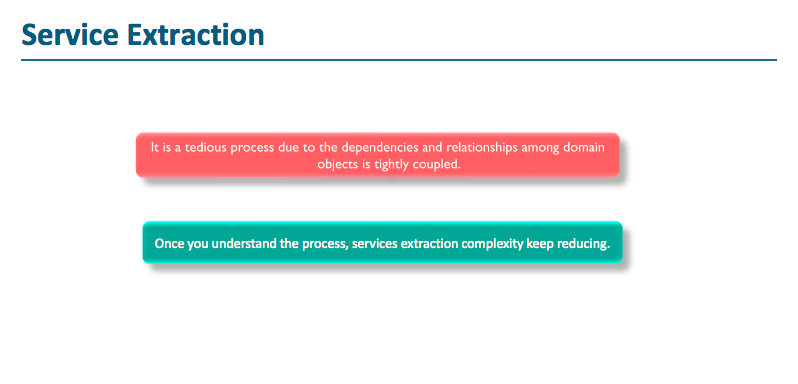 Service Extraction
It is a tedious process due to the dependencies and relationships among domain
objects is tightly coupled.
Once you understand the process, services extraction complexity keep reducing.